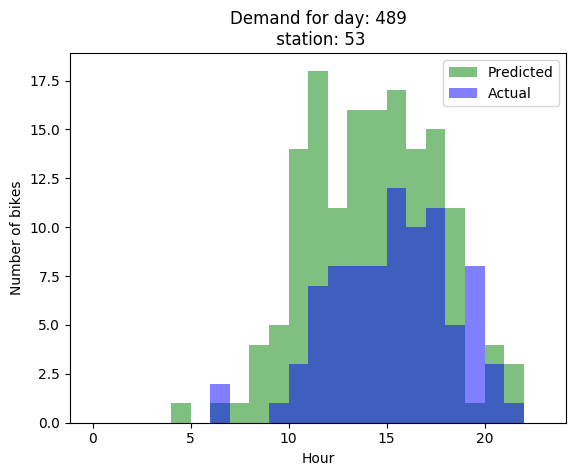 Demand for day: 489
station: 53
Predicted
Actual
Number of bikes
17.5
15.0
12.5
10.0
7.5
5.0
2.5
0.0
0
5
10
15
20
Hour